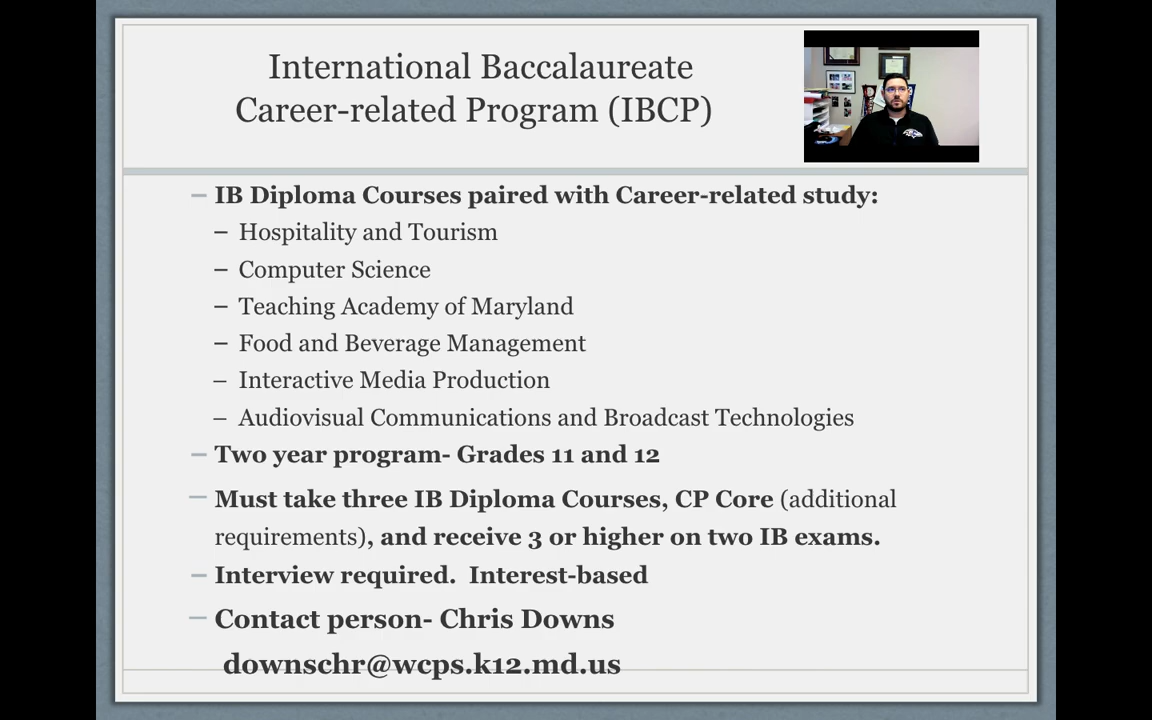 International Baccalaureate
Career-related Program (IBCP)
– IB Diploma Courses paired with Career-related study:
– Hospitality and Tourism
– Computer Science
– Teaching Academy of Maryland
– Food and Beverage Management
– Interactive Media Production
– Audiovisual Communications and Broadcast Technologies
– Two year program- Grades 11 and 12
– Must take three IB Diploma Courses, CP Core (additional
requirements), and receive 3 or higher on two IB exams.
– Interview required.  Interest-based
– Contact person- Chris Downs
downschr@wcps.k12.md.us